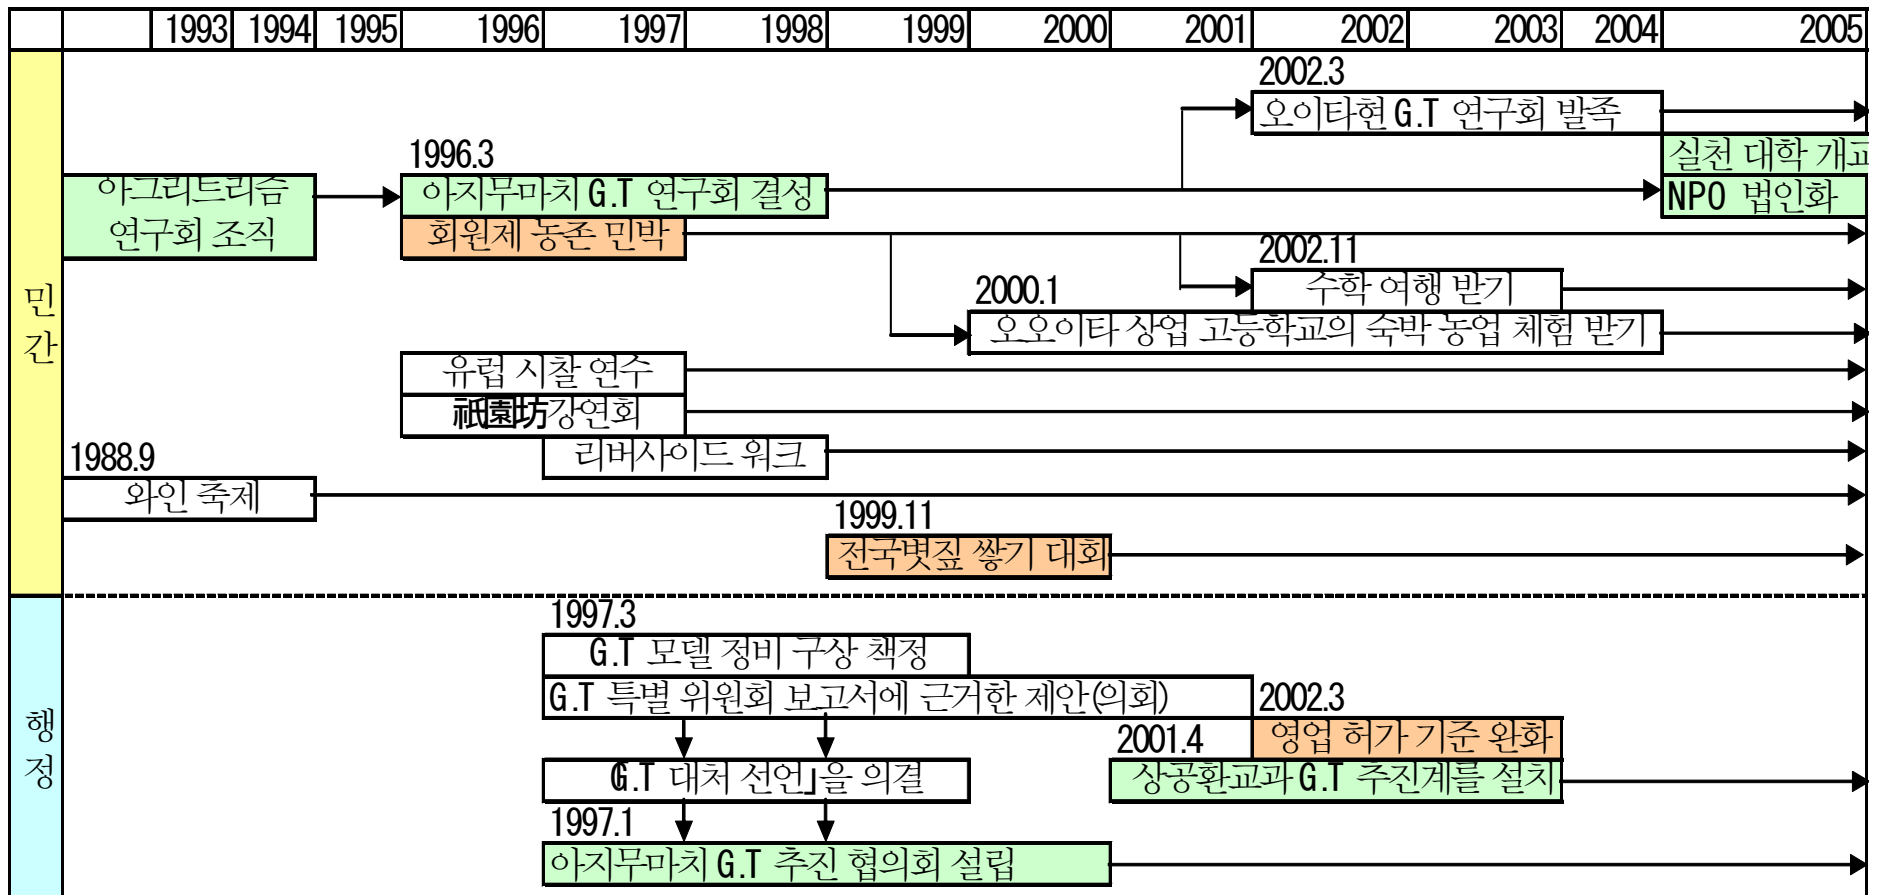 1993 1994 1995 1996 1997 1998 1999 2000 2001 2002 2003 2004 2005
민간
2002.3
오이타현 G.T 연구회 발족
1996.3
실천 대학 개교
아그리트리즘
연구회 조직
아지무마치 G.T 연구회 결성
NPO 법인화
회원제 농존 민박
2002.11
수학 여행 받기
2000.1
오오이타 상업 고등학교의 숙박 농업 체험 받기
유럽 시찰 연수
祇園坊강연회
리버사이드 워크
1988.9
와인 축제
1999.11
전국볏짚 쌓기 대회
행정
1997.3
G.T 모델 정비 구상 책정
G.T 특별 위원회 보고서에 근거한 제안(의회)
2002.3
영업 허가 기준 완화
2001.4
상공환교과 G.T 추진계를 설치
G.T 대처 선언」을 의결
1997.1
아지무마치 G.T 추진 협의회 설립